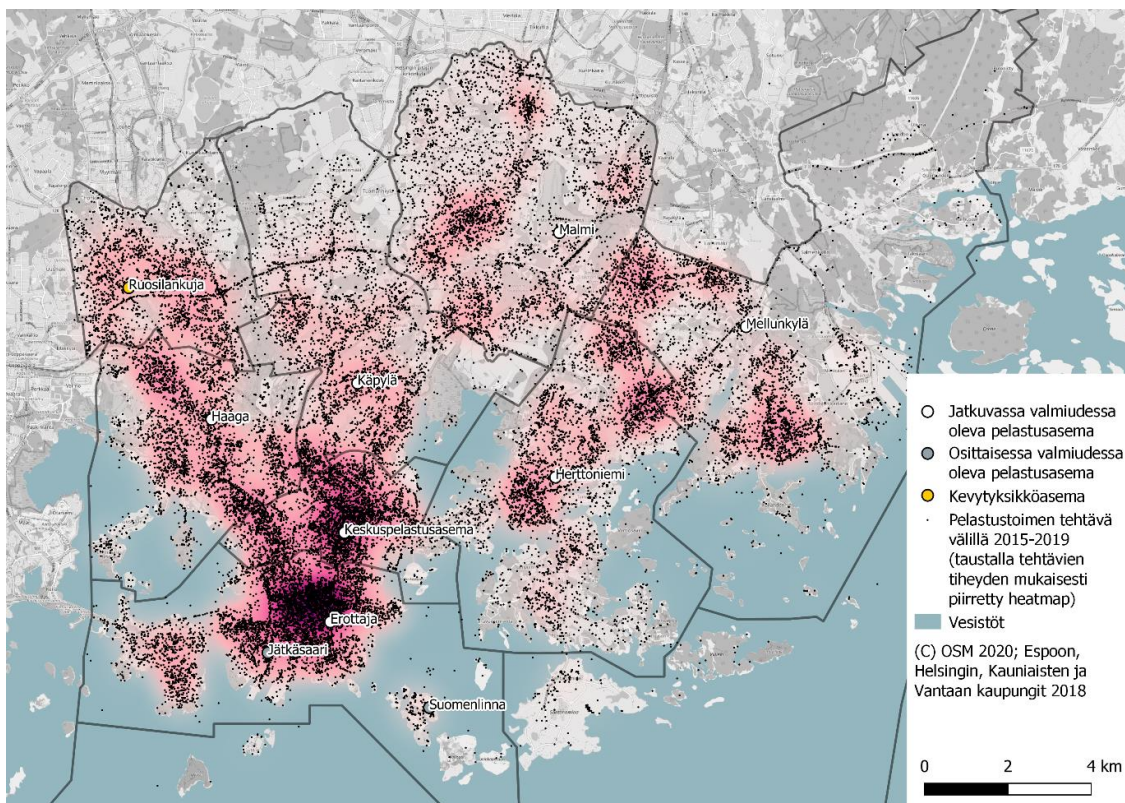 Malmi
Ruosilankuja
Mellunkylä
Käpylä
Haaga
Herttoniemi
Keskuspelastusasema
Erottaja
Jätkäsaari
Suomenlinna
Jatkuvassa valmiudessa
oleva pelastusasema
Osittaisessa valmiudessa
oleva pelastusasema
Kevytyksikköasema
Pelastustoimen tehtävä
välillä 2015-2019
(taustalla tehtävien
tiheyden mukaisesti
piirretty heatmap)
Vesistöt
(C) OSM 2020; Espoon,
Helsingin, Kauniaisten ja
Vantaan kaupungit 2018
0 2 4 km